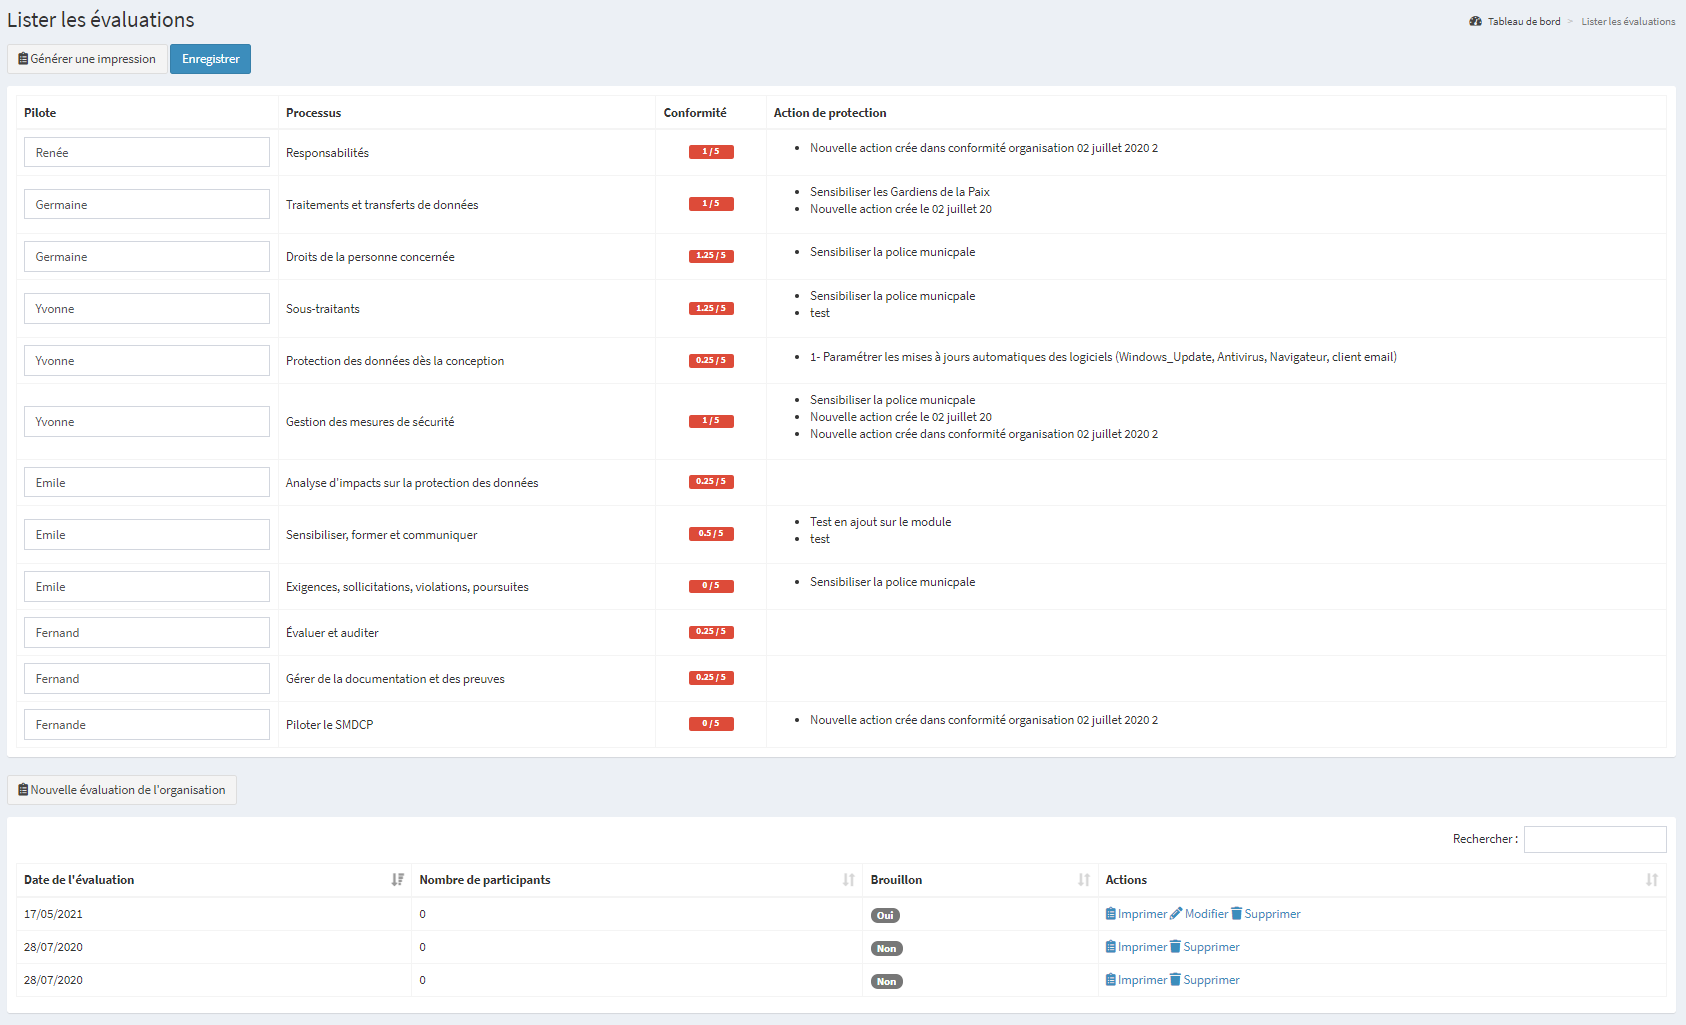 Lister les évaluations
Tableau de bord > Lister les évaluations
Générer une impression Enregistrer
Pilote Processus Conformité Action de protection
Renée Responsabilités 1 / 5 • Nouvelle action crée dans conformité organisation 02 juillet 2020 2
Germaine Traitements et transferts de données 1 / 5 • Sensibiliser les Gardiens de la Paix
• Nouvelle action crée le 02 juillet 20
Germaine Droits de la personne concernée 1.25 / 5 • Sensibiliser la police municpale
Yvonne Sous-traitants 1.25 / 5 • Sensibiliser la police municpale
• test
Yvonne Protection des données dès la conception 0.25 / 5 • 1- Paramétrer les mises à jours automatiques des logiciels (Windows_Update, Antivirus, Navigateur, client email)
Yvonne Gestion des mesures de sécurité 1 / 5 • Sensibiliser la police municpale
• Nouvelle action crée le 02 juillet 20
• Nouvelle action crée dans conformité organisation 02 juillet 2020 2
Emile Analyse d'impacts sur la protection des données 0.25 / 5
Emile Sensibiliser, former et communiquer 0.5 / 5 • Test en ajout sur le module
• test
Emile Exigences, sollicitations, violations, poursuites 0 / 5 • Sensibiliser la police municpale
Fernand Évaluer et auditer 0.25 / 5
Fernand Gérer de la documentation et des preuves 0.25 / 5
Fernande Piloter le SMDCP 0 / 5 • Nouvelle action crée dans conformité organisation 02 juillet 2020 2
Nouvelle évaluation de l'organisation
Rechercher :
Date de l'évaluation Nombre de participants Brouillon Actions
17/05/2021 0 Oui Imprimer Modifier Supprimer
28/07/2020 0 Non Imprimer Supprimer
28/07/2020 0 Non Imprimer Supprimer